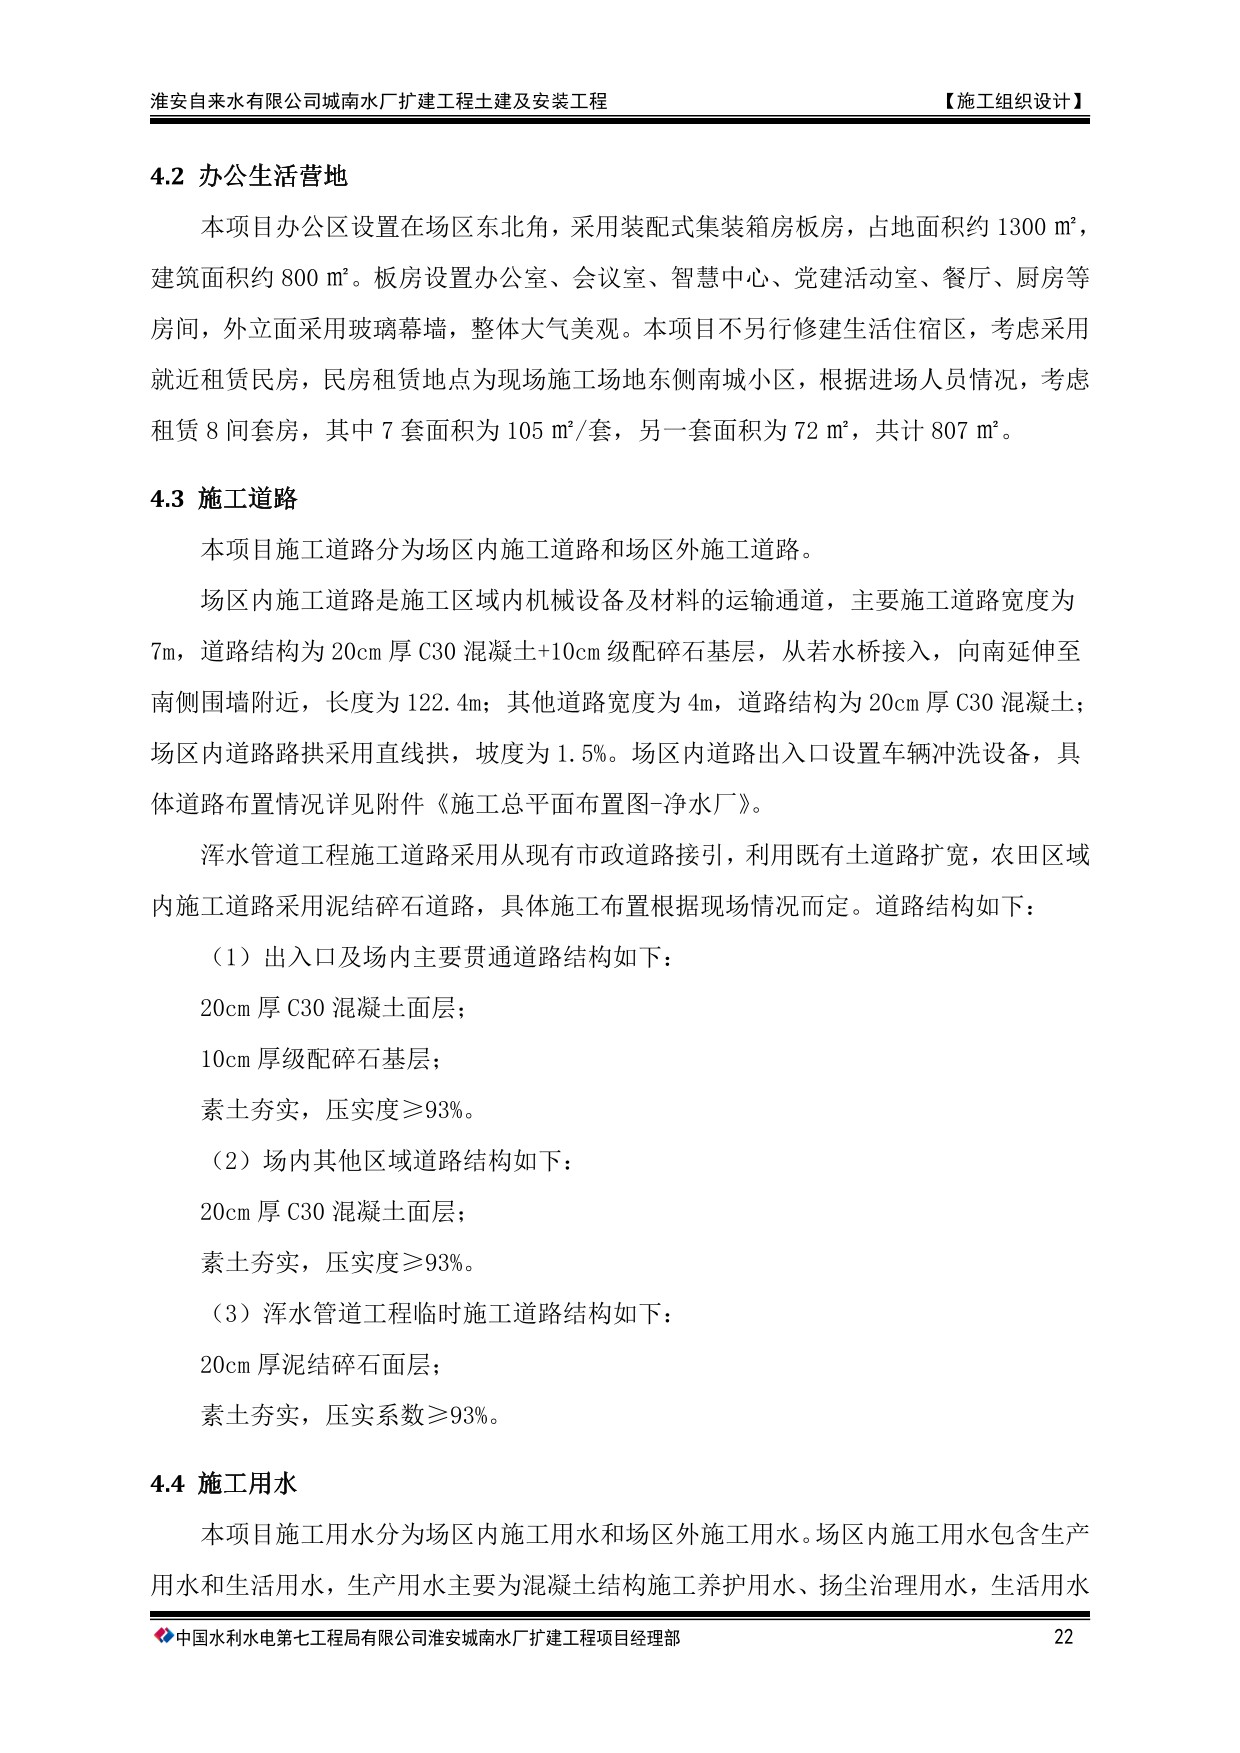 淮安自来水有限公司城南水厂扩建工程土建及安装工程 【施工组织设计】
4.2 办公生活营地
本项目办公区设置在场区东北角，采用装配式集装箱房板房，占地面积约 1300 ㎡，
建筑面积约 800 ㎡。板房设置办公室、会议室、智慧中心、党建活动室、餐厅、厨房等
房间，外立面采用玻璃幕墙，整体大气美观。本项目不另行修建生活住宿区，考虑采用
就近租赁民房，民房租赁地点为现场施工场地东侧南城小区，根据进场人员情况，考虑
租赁 8 间套房，其中 7 套面积为 105 ㎡/套，另一套面积为 72 ㎡，共计 807 ㎡。
4.3 施工道路
本项目施工道路分为场区内施工道路和场区外施工道路。
场区内施工道路是施工区域内机械设备及材料的运输通道，主要施工道路宽度为
7m，道路结构为 20cm 厚 C30 混凝土+10cm 级配碎石基层，从若水桥接入，向南延伸至
南侧围墙附近，长度为 122.4m；其他道路宽度为 4m，道路结构为 20cm 厚 C30 混凝土；
场区内道路路拱采用直线拱，坡度为 1.5%。场区内道路出入口设置车辆冲洗设备，具
体道路布置情况详见附件《施工总平面布置图-净水厂》。
浑水管道工程施工道路采用从现有市政道路接引，利用既有土道路扩宽，农田区域
内施工道路采用泥结碎石道路，具体施工布置根据现场情况而定。道路结构如下：
（1）出入口及场内主要贯通道路结构如下：
20cm 厚 C30 混凝土面层；
10cm 厚级配碎石基层；
素土夯实，压实度≥93%。
（2）场内其他区域道路结构如下：
20cm 厚 C30 混凝土面层；
素土夯实，压实度≥93%。
（3）浑水管道工程临时施工道路结构如下：
20cm 厚泥结碎石面层；
素土夯实，压实系数≥93%。
4.4 施工用水
本项目施工用水分为场区内施工用水和场区外施工用水。场区内施工用水包含生产
用水和生活用水，生产用水主要为混凝土结构施工养护用水、扬尘治理用水，生活用水
中国水利水电第七工程局有限公司淮安城南水厂扩建工程项目经理部 22